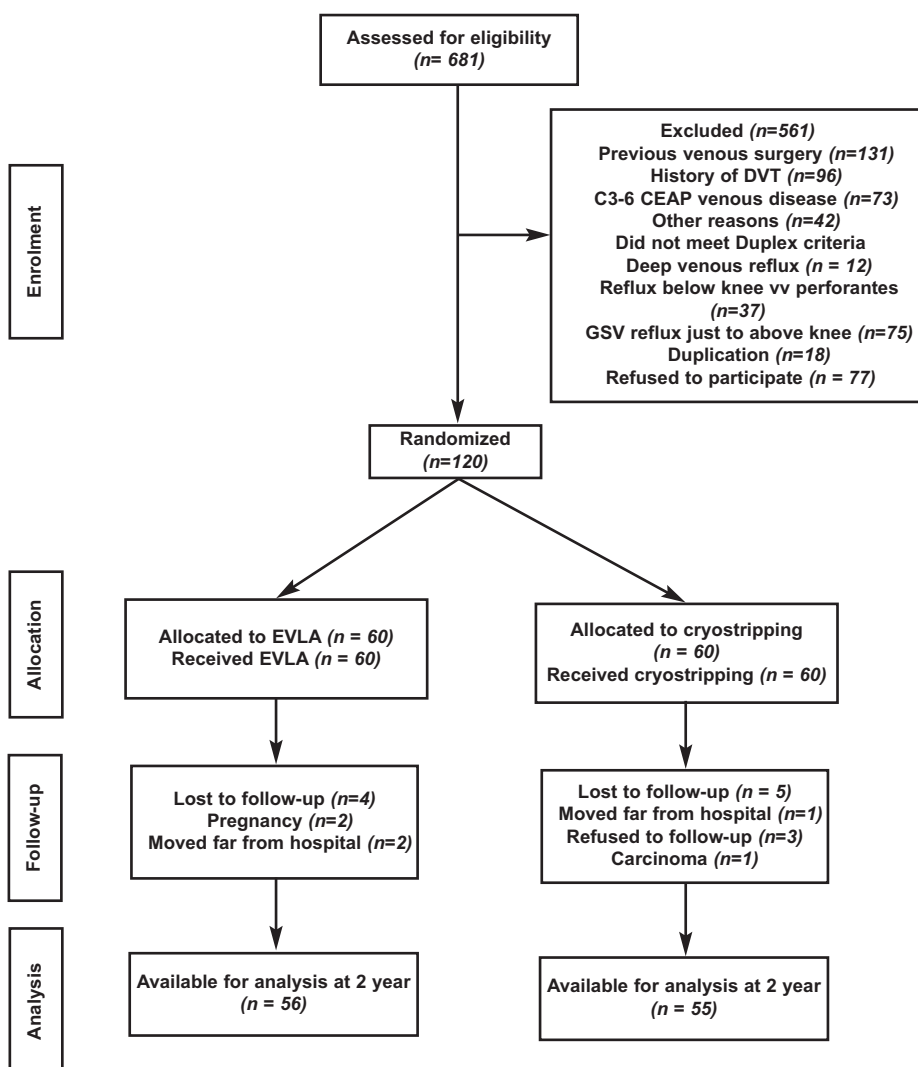 Assessed for eligibility
(n= 681)
Enrolment
Excluded (n=561)
Previous venous surgery (n=131)
History of DVT (n=96)
C3-6 CEAP venous disease (n=73)
Other reasons (n=42)
Did not meet Duplex criteria
Deep venous reflux (n = 12)
Reflux below knee vv perforantes
(n=37)
GSV reflux just to above knee (n=75)
Duplication (n=18)
Refused to participate (n = 77)
Randomized
(n=120)
Allocation
Allocated to EVLA (n = 60)
Received EVLA (n = 60)
Allocated to cryostripping
(n = 60)
Received cryostripping (n = 60)
Follow-up
Lost to follow-up (n=4)
Pregnancy (n=2)
Moved far from hospital (n=2)
Lost to follow-up (n = 5)
Moved far from hospital (n=1)
Refused to follow-up (n=3)
Carcinoma (n=1)
Analysis
Available for analysis at 2 year
(n = 56)
Available for analysis at 2 year
(n = 55)